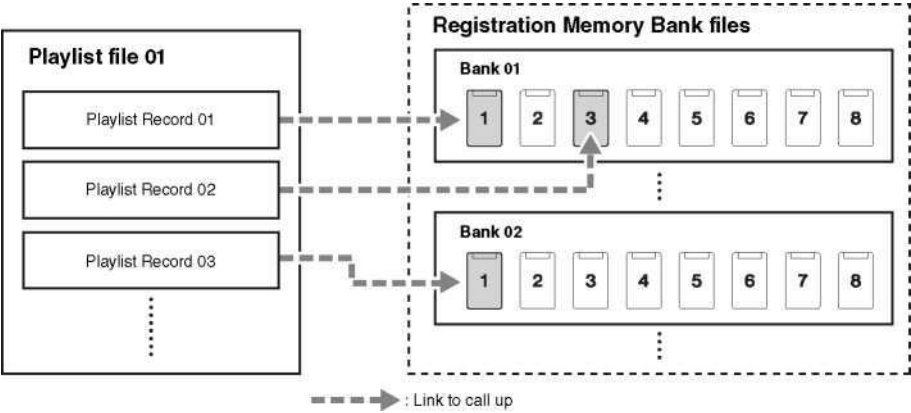 Playlist file 01
Playlist Record 01
Playlist Record 02
Playlist Record 03
Registration Memory Bank files
Bank 01
1 2 3 4 5 6 7 8
Bank 02
1 2 3 4 5 6 7 8
: Link to call up